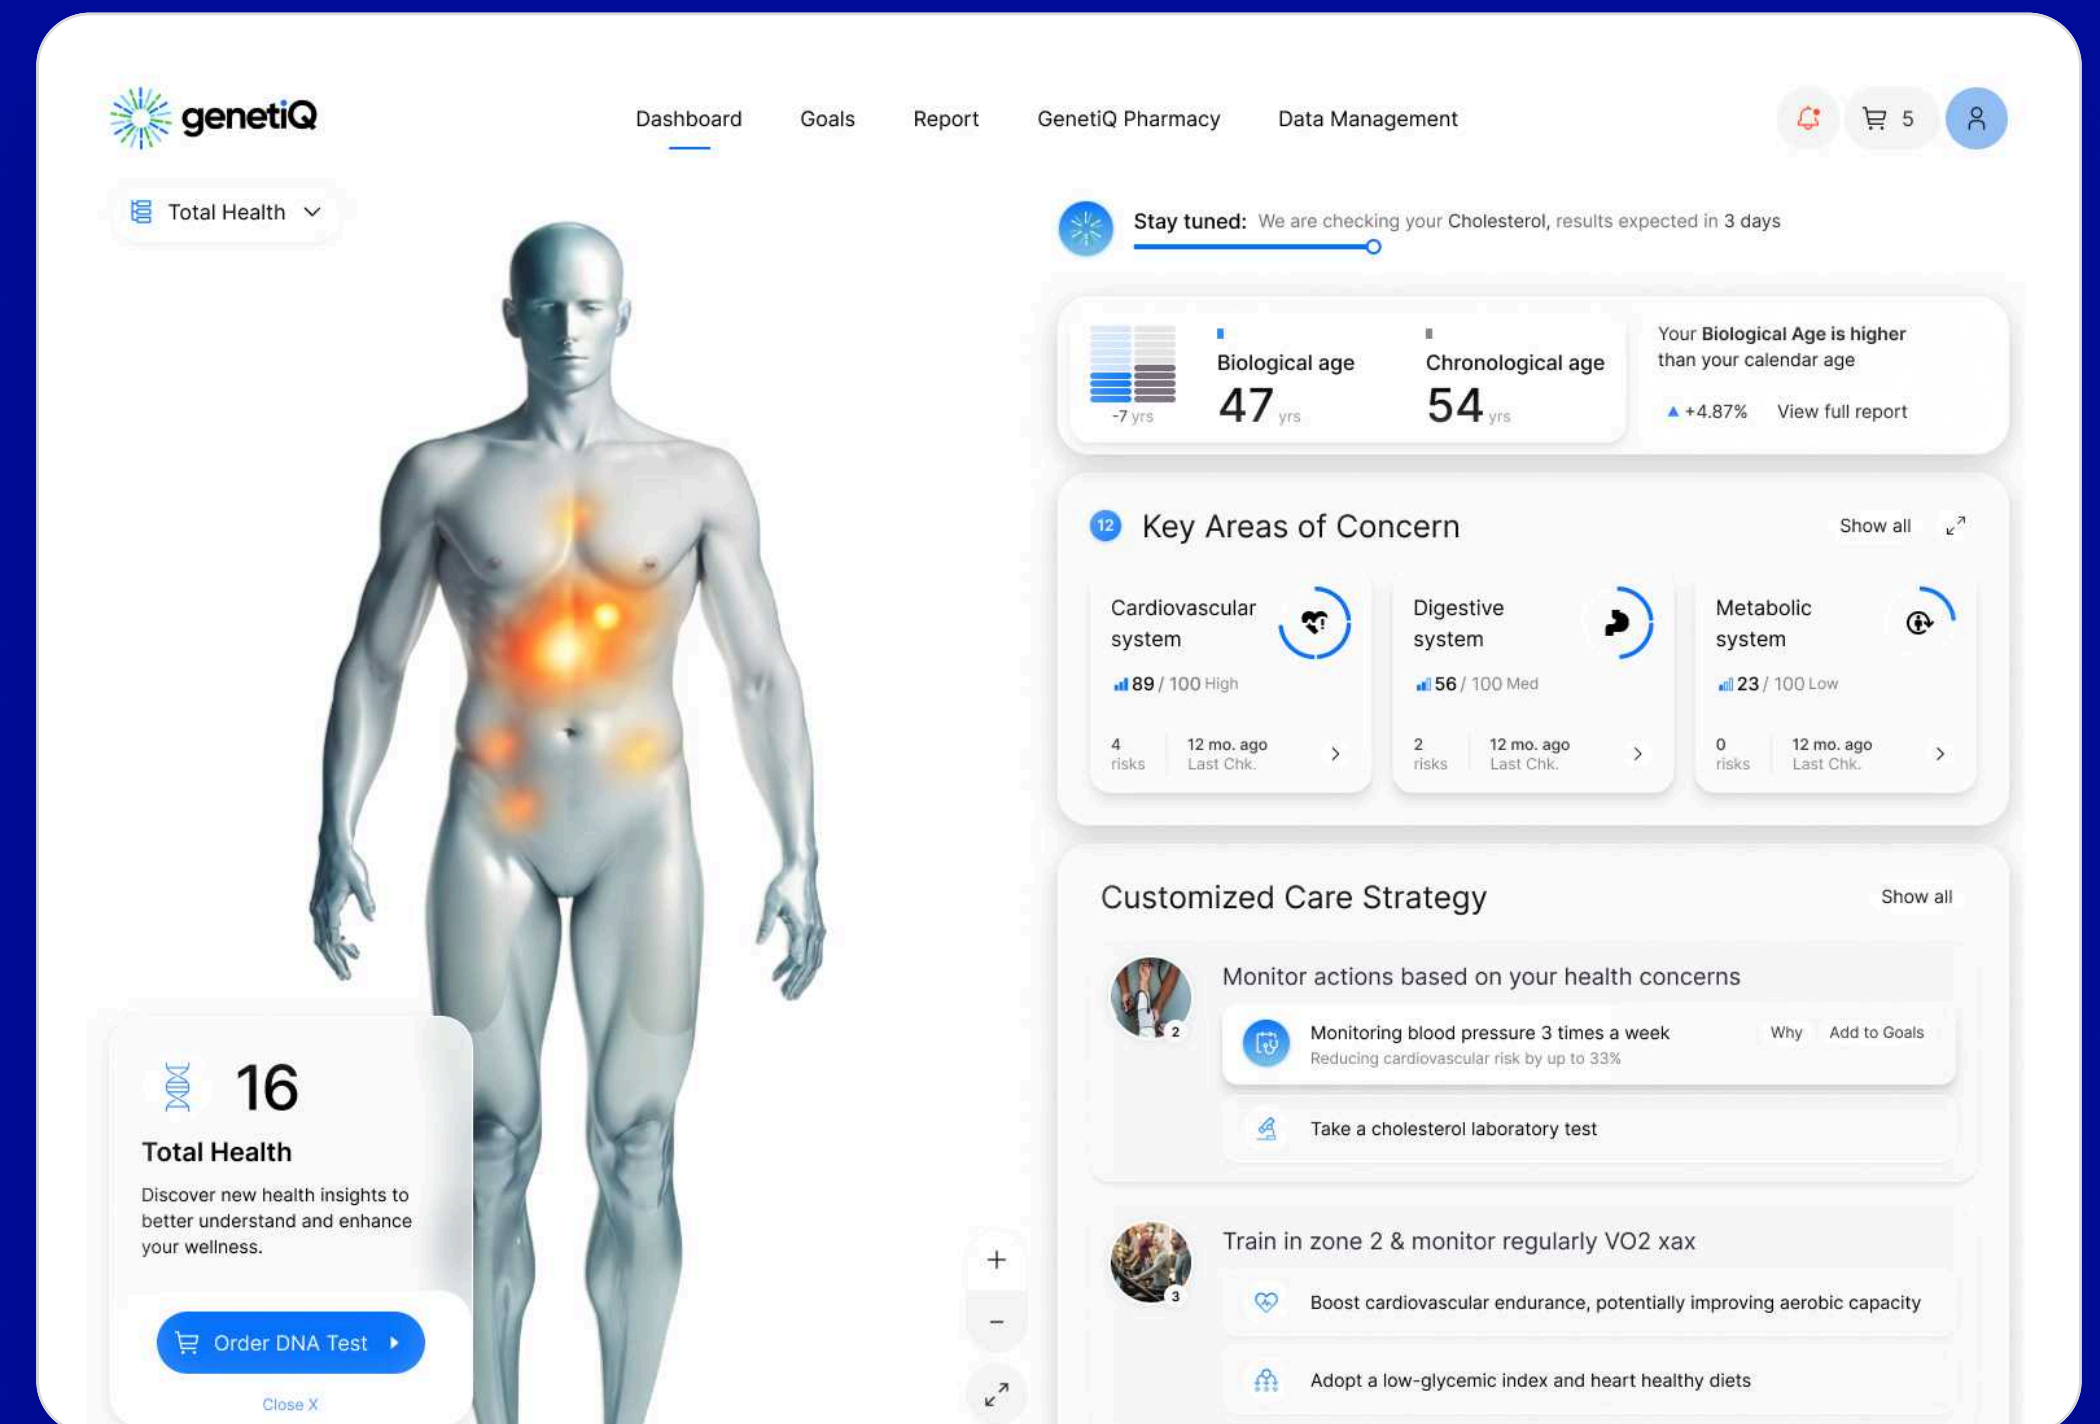 genetiQ
Dashboard
Goals
Report
GenetiQ Pharmacy
Data Management
5
Total Health
Stay tuned: We are checking your Cholesterol, results expected in 3 days
-7 yrs
Biological age
47 yrs
Chronological age
54 yrs
Your Biological Age is higher
than your calendar age
+4.87%
View full report
12
Key Areas of Concern
Show all
Cardiovascular
system
89 / 100 High
4
risks
12 mo. ago
Last Chk.
Digestive
system
56 / 100 Med
2
risks
12 mo. ago
Last Chk.
Metabolic
system
23 / 100 Low
0
risks
12 mo. ago
Last Chk.
Customized Care Strategy
Show all
2
Monitor actions based on your health concerns
Monitoring blood pressure 3 times a week
Reducing cardiovascular risk by up to 33%
Why
Add to Goals
Take a cholesterol laboratory test
3
Train in zone 2 & monitor regularly VO2 xax
Boost cardiovascular endurance, potentially improving aerobic capacity
Adopt a low-glycemic index and heart healthy diets
16
Total Health
Discover new health insights to
better understand and enhance
your wellness.
Order DNA Test
Close X
+
−